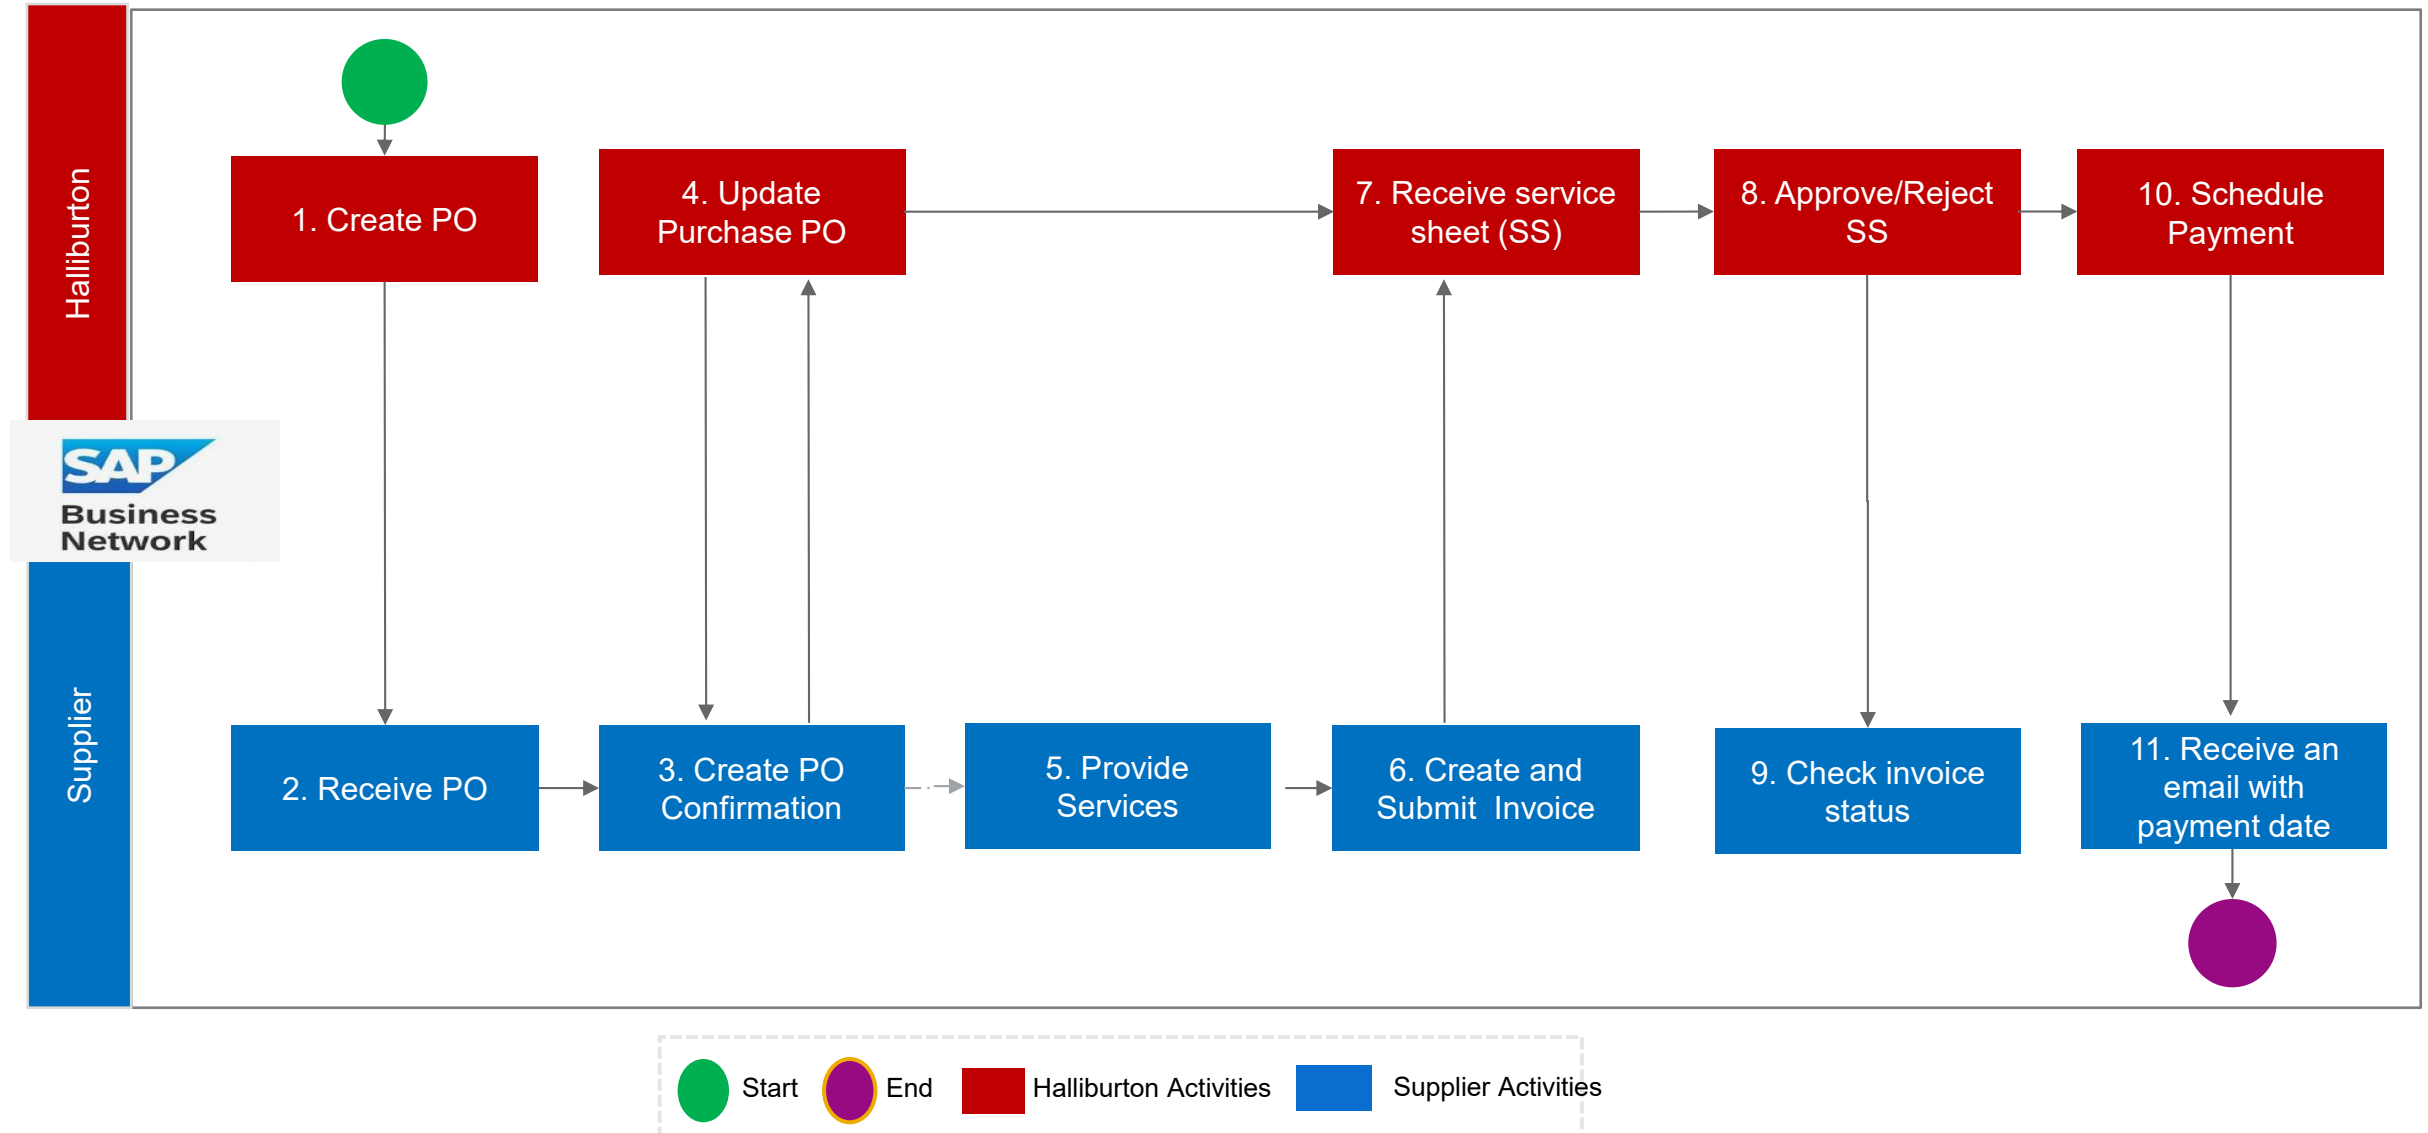 Halliburton
1. Create PO
4. Update
Purchase PO
7. Receive service
sheet (SS)
8. Approve/Reject
SS
10. Schedule
Payment
SAP
Business
Network
Supplier
2. Receive PO
3. Create PO
Confirmation
5. Provide
Services
6. Create and
Submit  Invoice
9. Check invoice
status
11. Receive an
email with
payment date
Start
End
Halliburton Activities
Supplier Activities